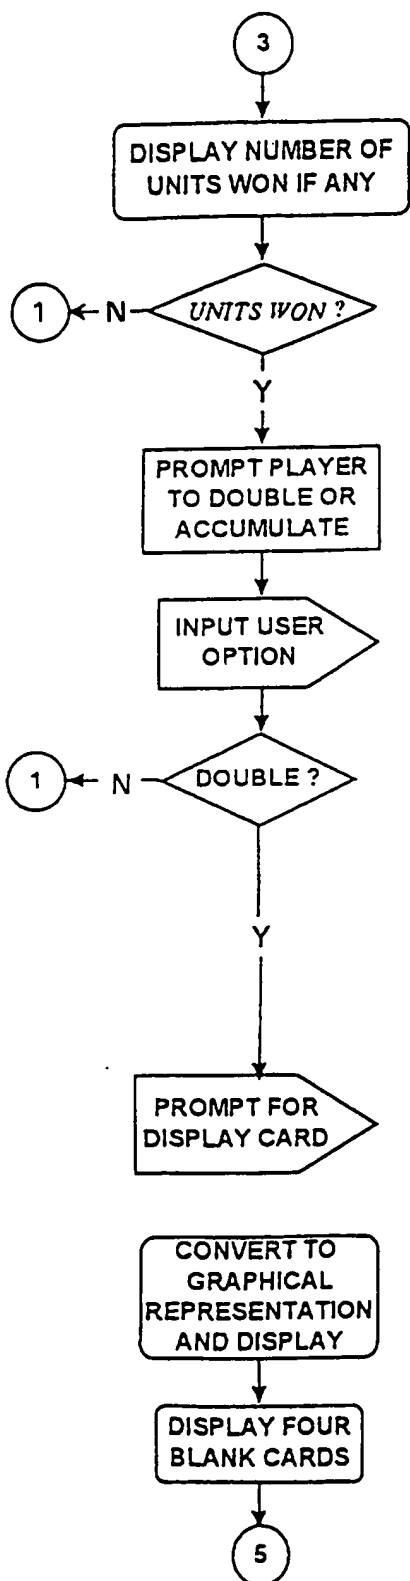 3
DISPLAY NUMBER OF
UNITS WON IF ANY
1
N
UNITS WON ?
Y
PROMPT PLAYER
TO DOUBLE OR
ACCUMULATE
INPUT USER
OPTION
1
N
DOUBLE ?
Y
PROMPT FOR
DISPLAY CARD
CONVERT TO
GRAPHICAL
REPRESENTATION
AND DISPLAY
DISPLAY FOUR
BLANK CARDS
5